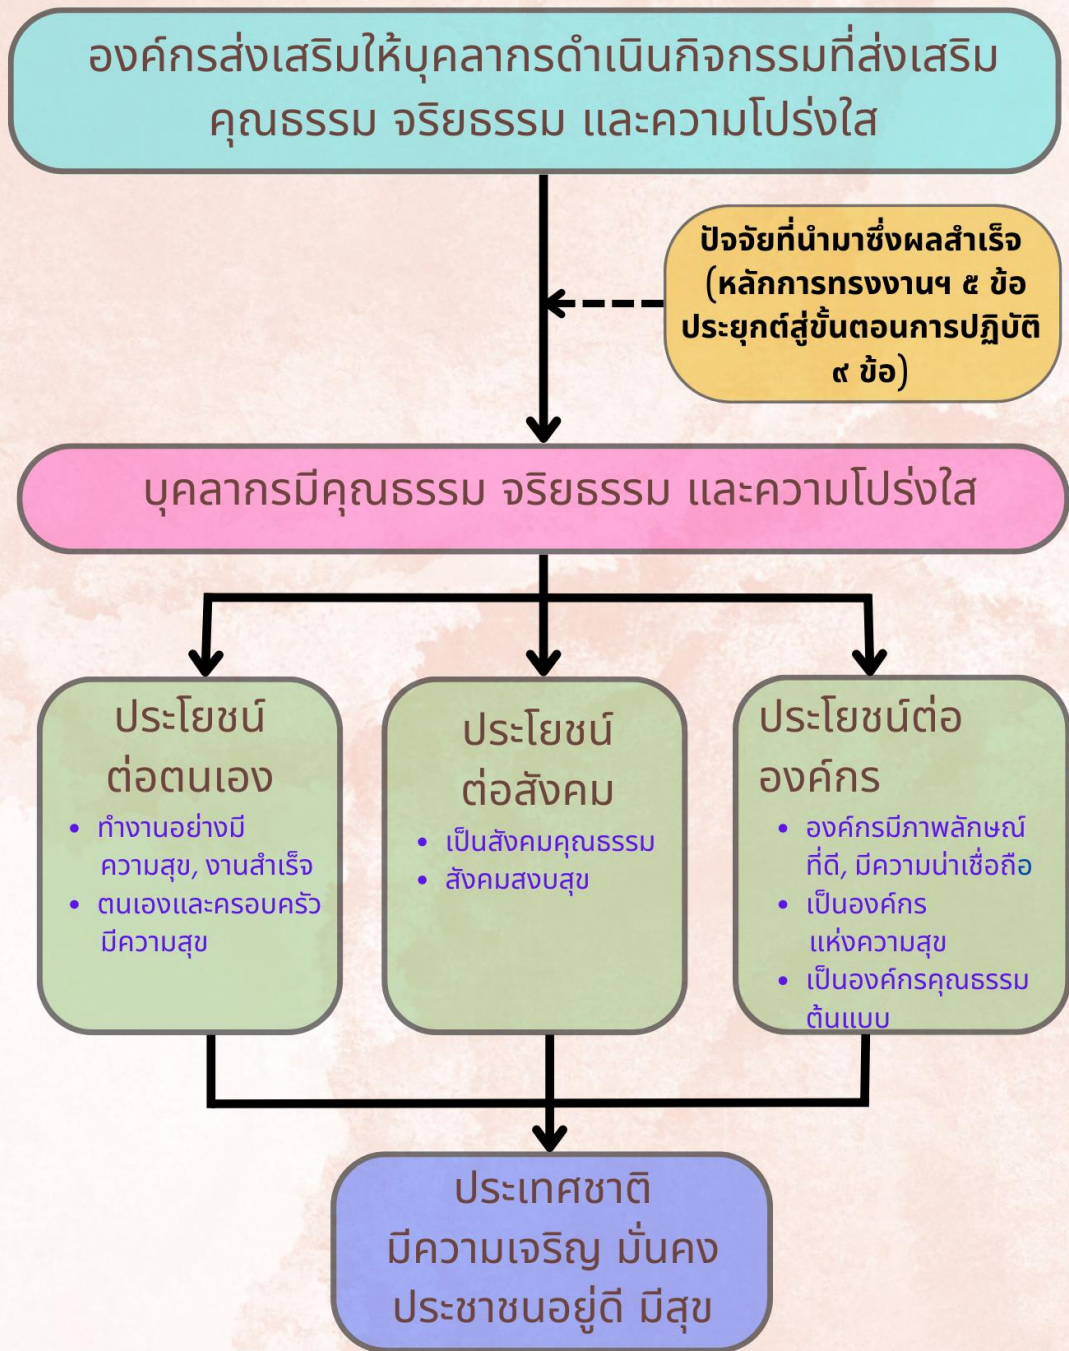 องค์กรส่งเสริมให้บุคลากรดำเนินกิจกรรมที่ส่งเสริม
คุณธรรม จริยธรรม และความโปร่งใส
ปัจจัยที่นำมาซึ่งผลสำเร็จ
(หลักการทรงงานฯ ๕ ข้อ
ประยุกต์สู่ขั้นตอนการปฏิบัติ
๙ ข้อ)
บุคลากรมีคุณธรรม จริยธรรม และความโปร่งใส
ประโยชน์
ต่อตนเอง
• ทำงานอย่างมี
ความสุข, งานสำเร็จ
• ตนเองและครอบครัว
มีความสุข
ประโยชน์
ต่อสังคม
• เป็นสังคมคุณธรรม
• สังคมสงบสุข
ประโยชน์ต่อ
องค์กร
• องค์กรมีภาพลักษณ์
ที่ดี, มีความน่าเชื่อถือ
• เป็นองค์กร
แห่งความสุข
• เป็นองค์กรคุณธรรม
ต้นแบบ
ประเทศชาติ
มีความเจริญ มั่นคง
ประชาชนอยู่ดี มีสุข